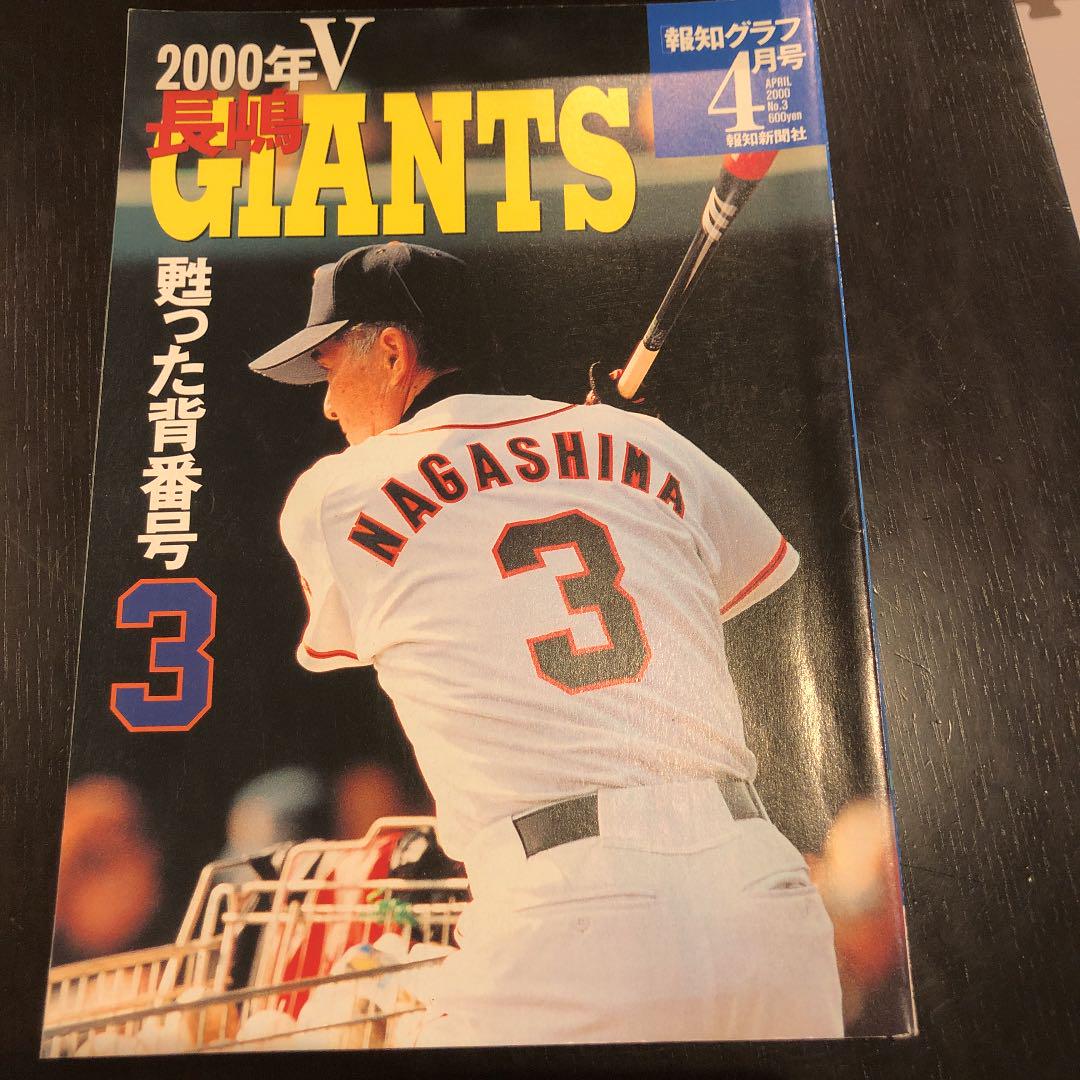 2000年V
長嶋
GIANTS
「報知グラフ
4月号
APRIL
2000
No.3
600yen
報知新聞社
甦った背番号
3
NAGASHIMA
3